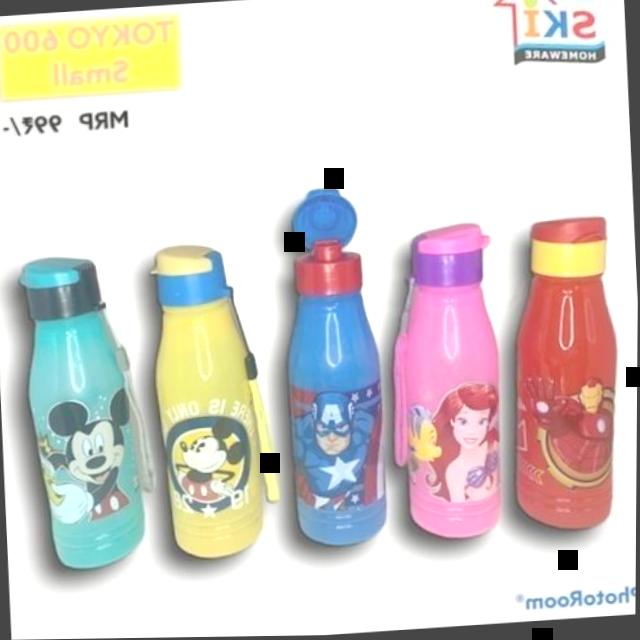 TOKYO 600
Small
MRP 99₹/-
SKI
HOMEWARE
PhotoRoom®